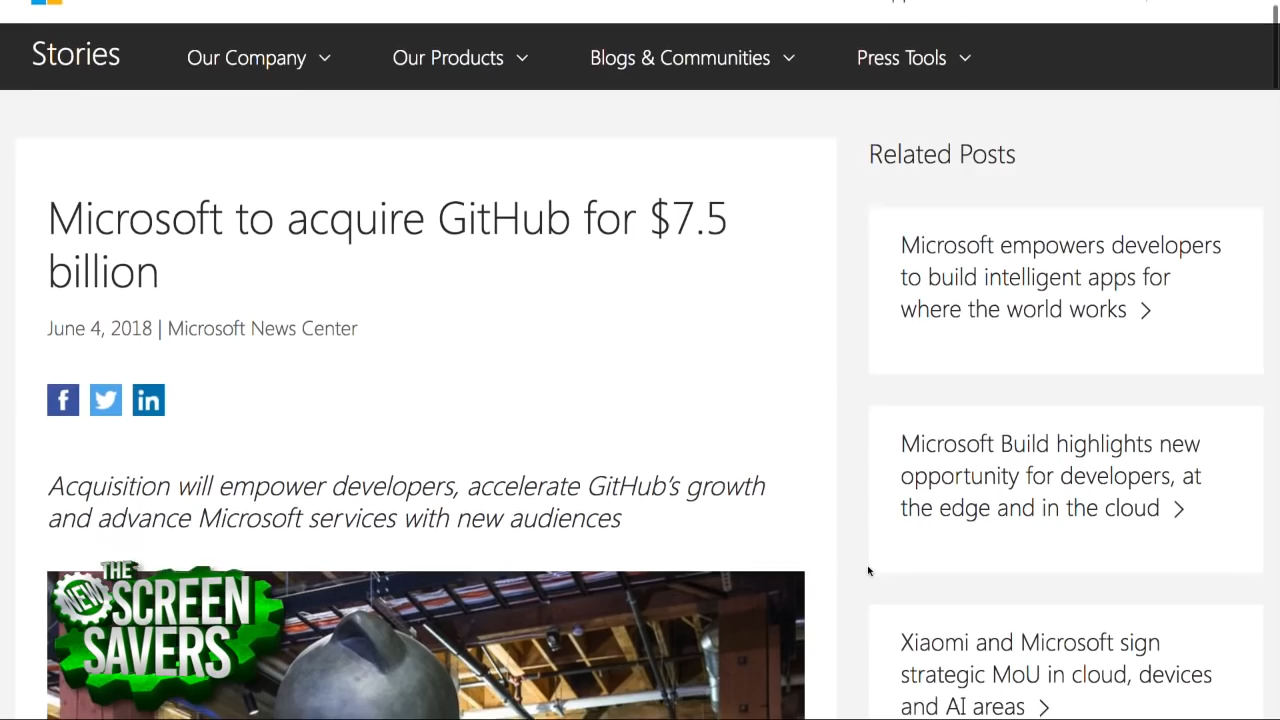 Stories
Our Company
Our Products
Blogs & Communities
Press Tools
Microsoft to acquire GitHub for $7.5
billion
June 4, 2018 | Microsoft News Center
f
in
Acquisition will empower developers, accelerate GitHub's growth
and advance Microsoft services with new audiences
THE
NEW
SCREEN
SAVERS
Related Posts
Microsoft empowers developers
to build intelligent apps for
where the world works
Microsoft Build highlights new
opportunity for developers, at
the edge and in the cloud
Xiaomi and Microsoft sign
strategic MoU in cloud, devices
and AI areas